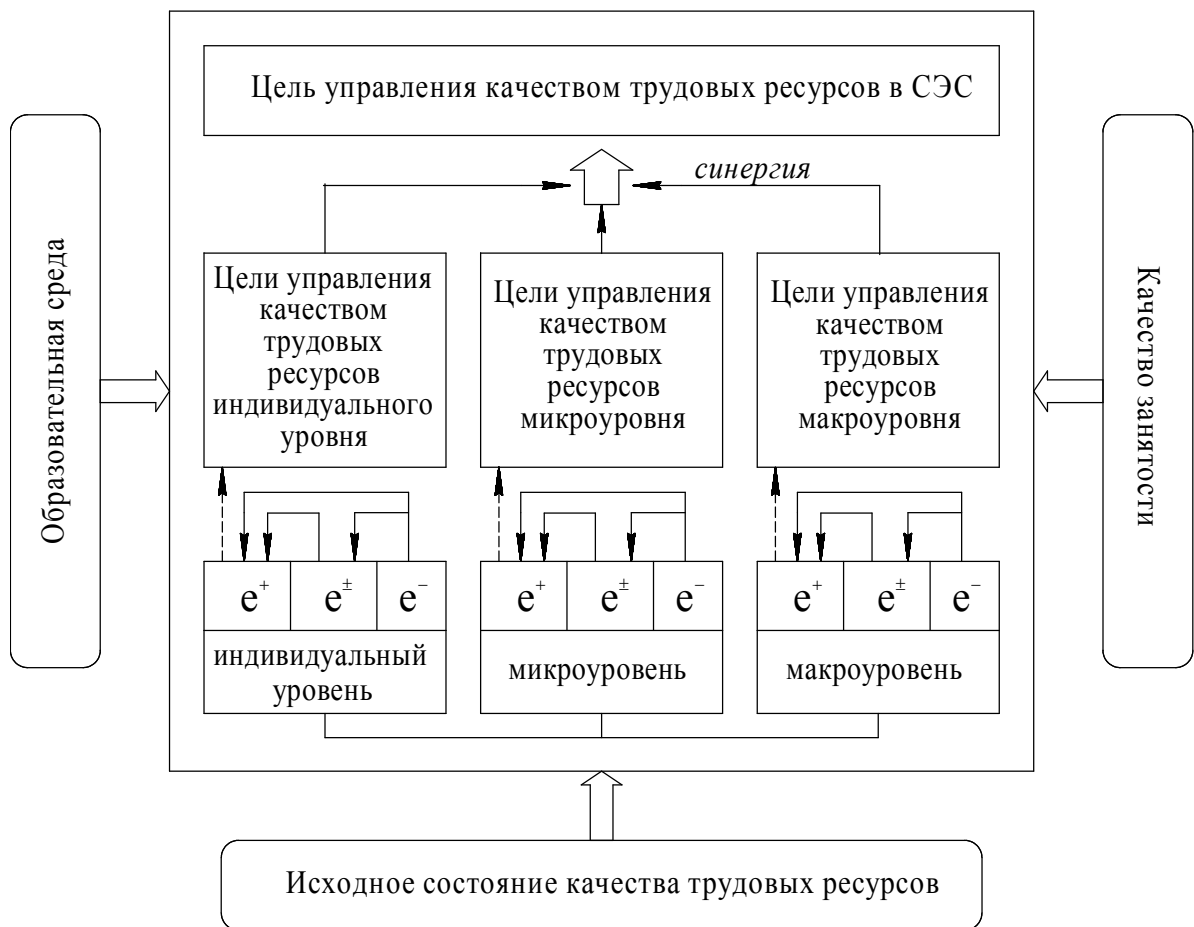 Цель управления качеством трудовых ресурсов в СЭС
синергия
Образовательная среда
Цели управления
качеством
трудовых
ресурсов
индивидуального
уровня
Цели управления
качеством
трудовых
ресурсов
микроуровня
Цели управления
качеством
трудовых
ресурсов
макроуровня
Качество занятости
e⁺ e± e⁻
индивидуальный
уровень
e⁺ e± e⁻
микроуровень
e⁺ e± e⁻
макроуровень
Исходное состояние качества трудовых ресурсов